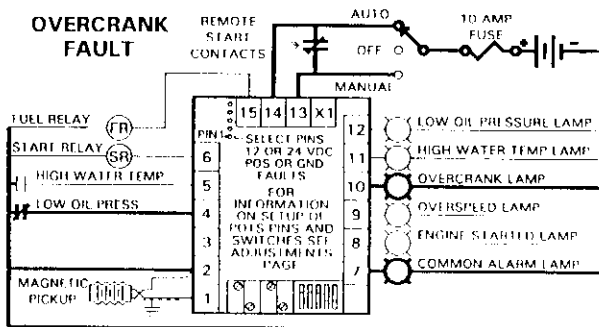 OVERCRANK
FAULT
REMOTE
START
CONTACTS
AUTO
OFF
MANUAL
10 AMP
FUSE
+
−
15 14 13 X1
PIN1
FUEL RELAY
FR
START RELAY
SR
HIGH WATER TEMP
LOW OIL PRESS
MAGNETIC
PICKUP
6
5
4
3
2
1
SELECT PINS
12 OR 24 VDC
POS OR GND
FAULTS
FOR
INFORMATION
ON SETUP OF
POTS PINS AND
SWITCHES SEE
ADJUSTMENTS
PAGE
12
11
10
9
8
7
LOW OIL PRESSURE LAMP
HIGH WATER TEMP LAMP
OVERCRANK LAMP
OVERSPEED LAMP
ENGINE STARTED LAMP
COMMON ALARM LAMP